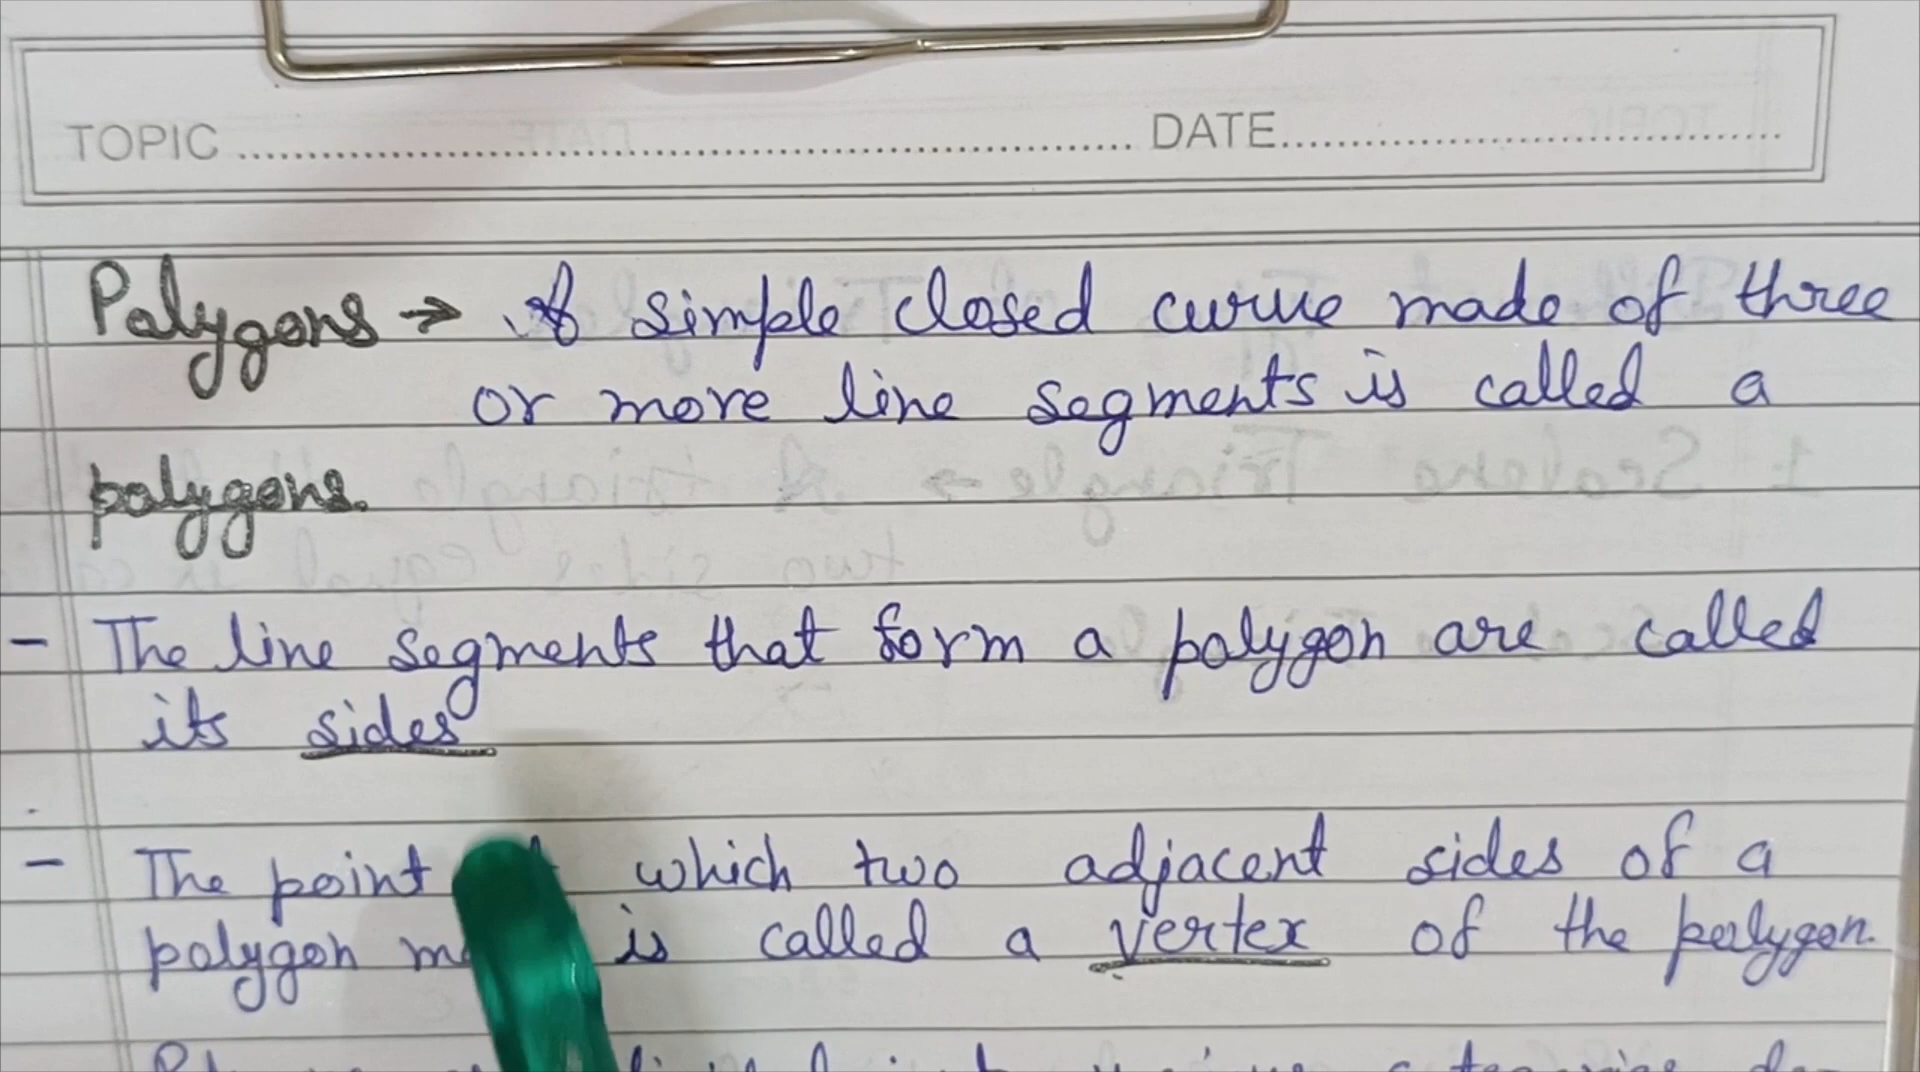 TOPIC DATE
Polygons → A simple closed curve made of three
or more line segments is called a
polygons.
- The line segments that form a polygon are called
its sides
- The point which two adjacent sides of a
polygon is called a vertex of the polygon.